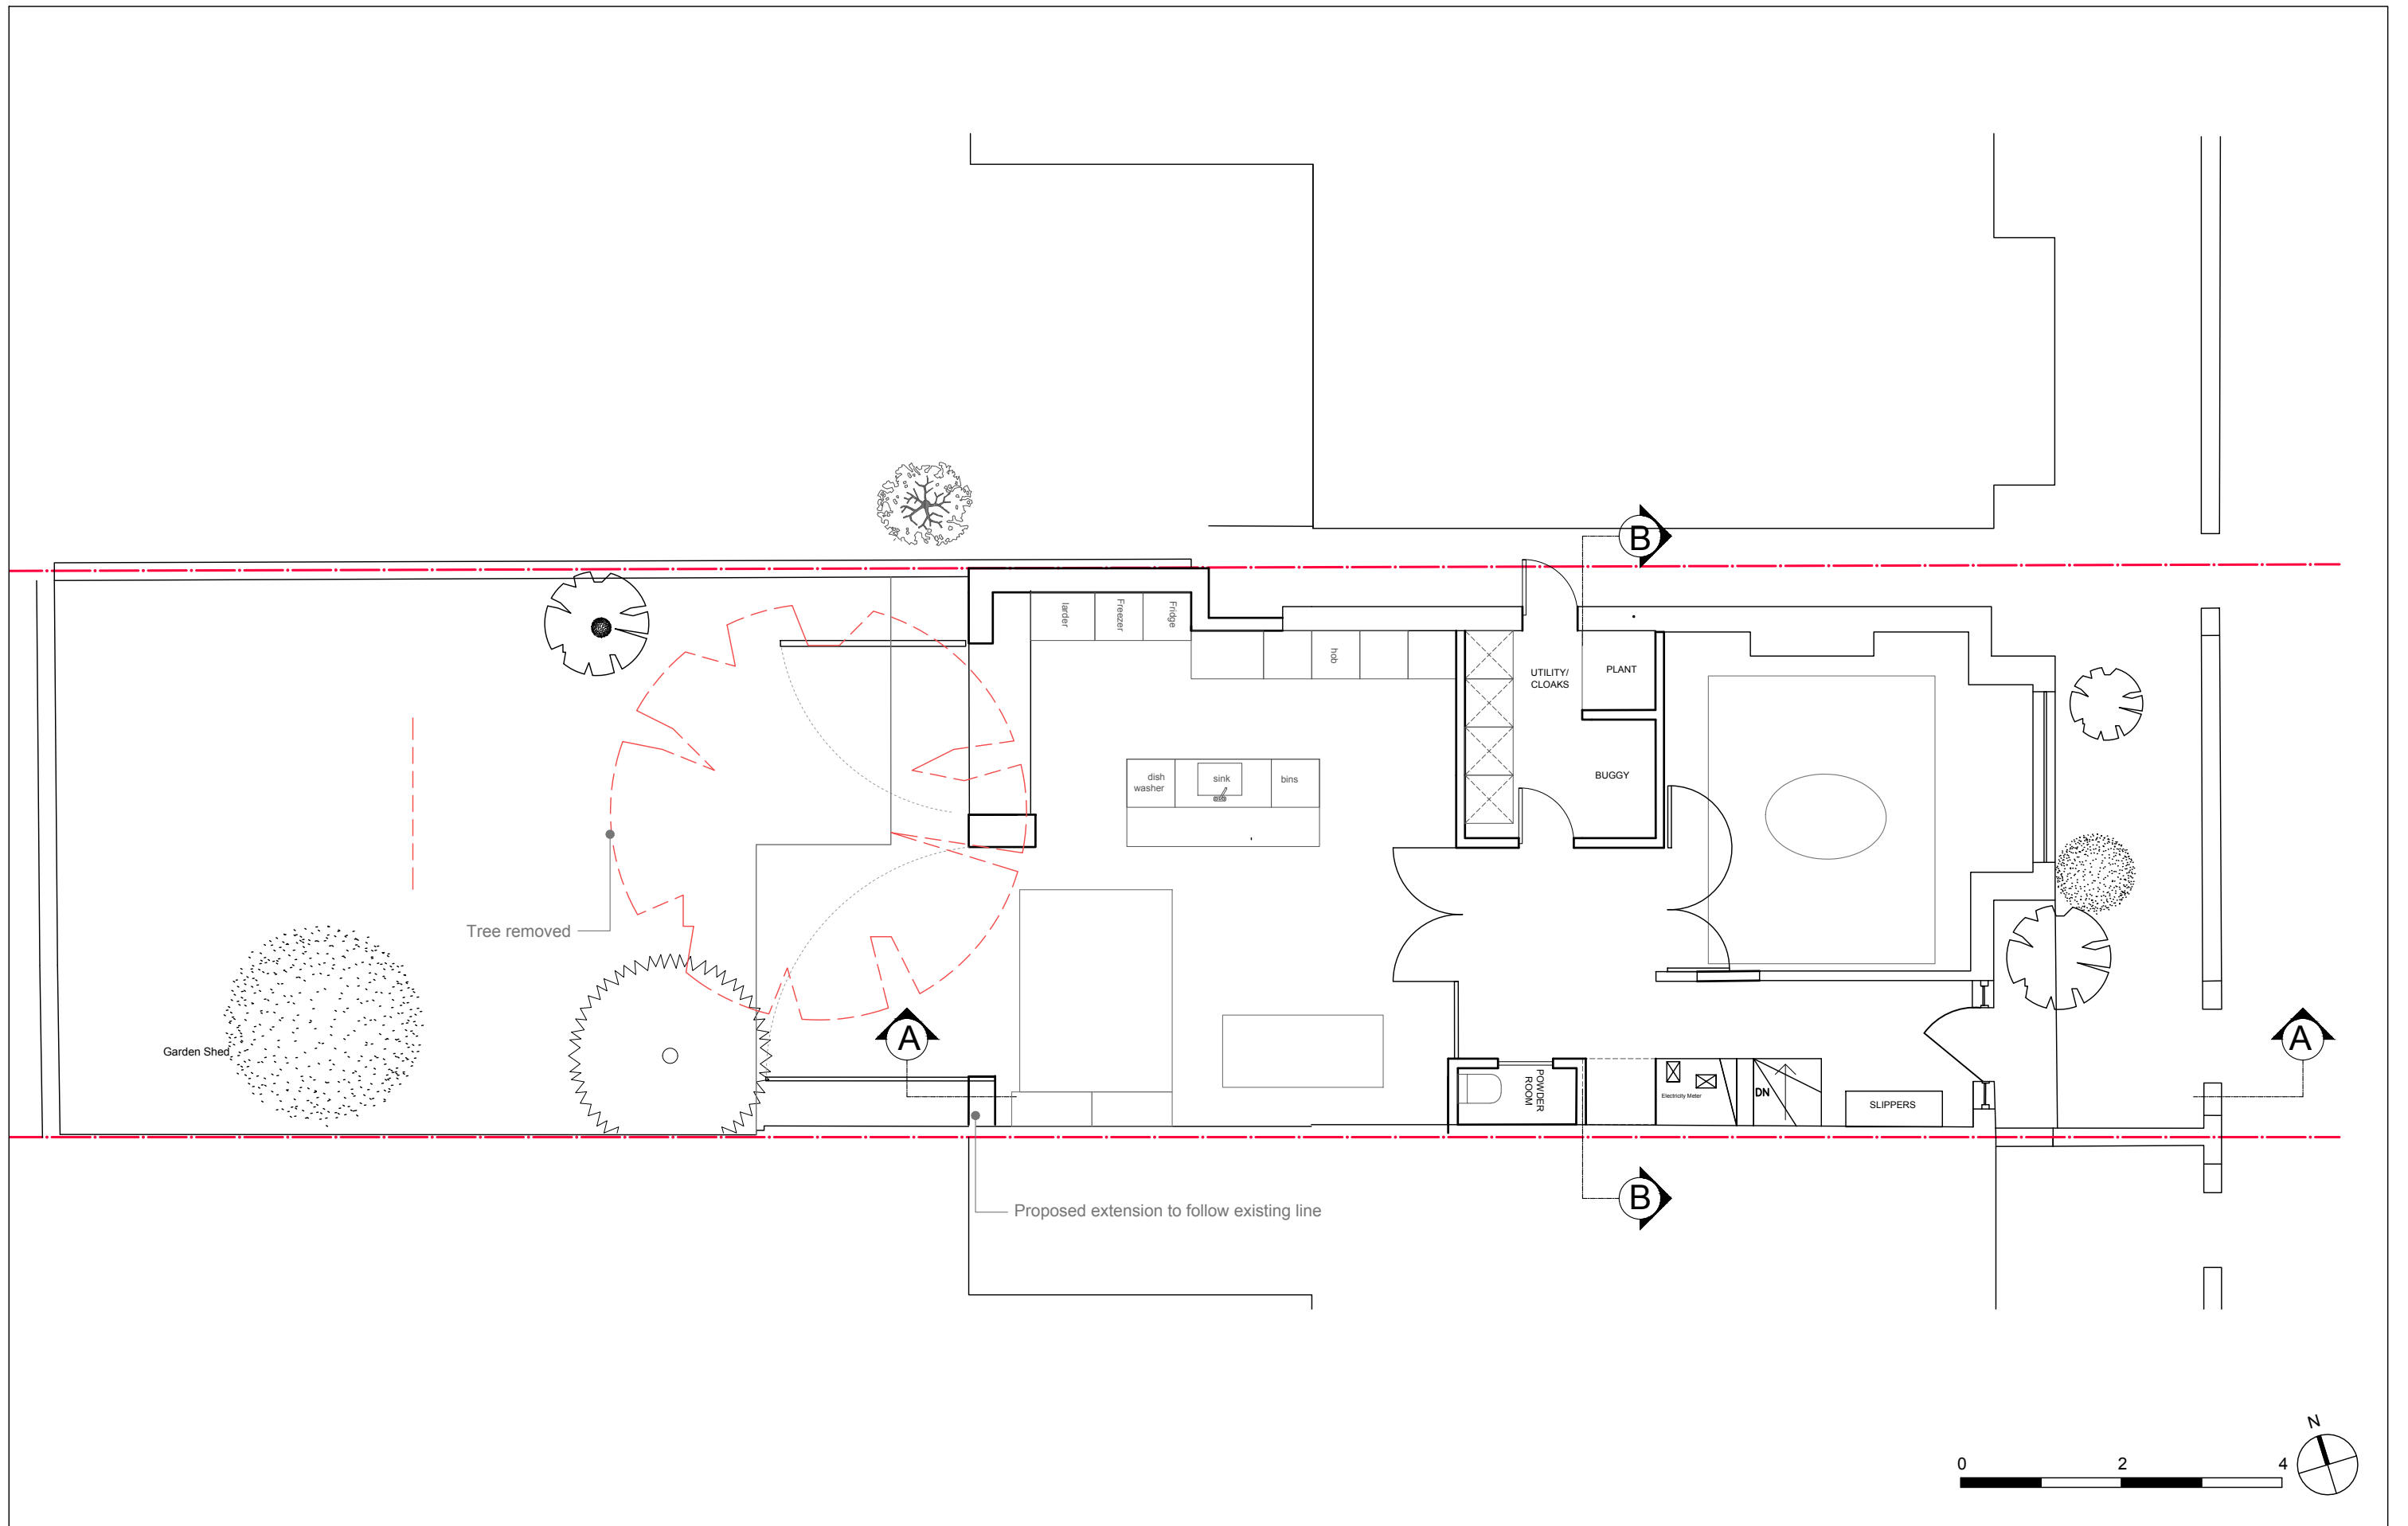 B
larder
Freezer
Fridge
hob
UTILITY/
CLOAKS
PLANT
dish
washer
sink
bins
BUGGY
Tree removed
Garden Shed
A
A
POWDER
ROOM
Electricity Meter
DN
SLIPPERS
B
Proposed extension to follow existing line
N
0 2 4